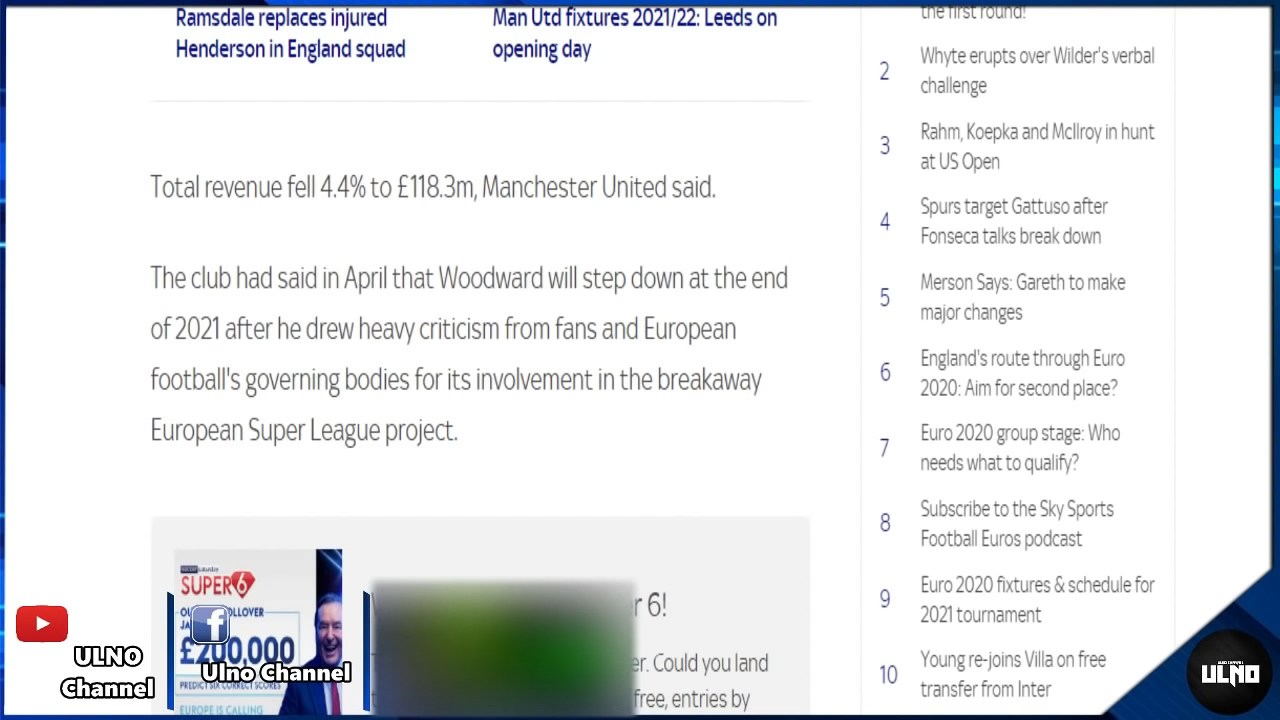 Ramsdale replaces injured
Henderson in England squad
Man Utd fixtures 2021/22: Leeds on
opening day
Total revenue fell 4.4% to £118.3m, Manchester United said.
The club had said in April that Woodward will step down at the end
of 2021 after he drew heavy criticism from fans and European
football's governing bodies for its involvement in the breakaway
European Super League project.
SUPER 6
£200,000
PREDICT SIX CORRECT SCORES
EUROPE IS CALLING
r 6!
er. Could you land
free, entries by
ULNO
Channel
Ulno Channel
the first round!
2 Whyte erupts over Wilder's verbal
challenge
3 Rahm, Koepka and McIlroy in hunt
at US Open
4 Spurs target Gattuso after
Fonseca talks break down
5 Merson Says: Gareth to make
major changes
6 England's route through Euro
2020: Aim for second place?
7 Euro 2020 group stage: Who
needs what to qualify?
8 Subscribe to the Sky Sports
Football Euros podcast
9 Euro 2020 fixtures & schedule for
2021 tournament
10 Young re-joins Villa on free
transfer from Inter
ULNO